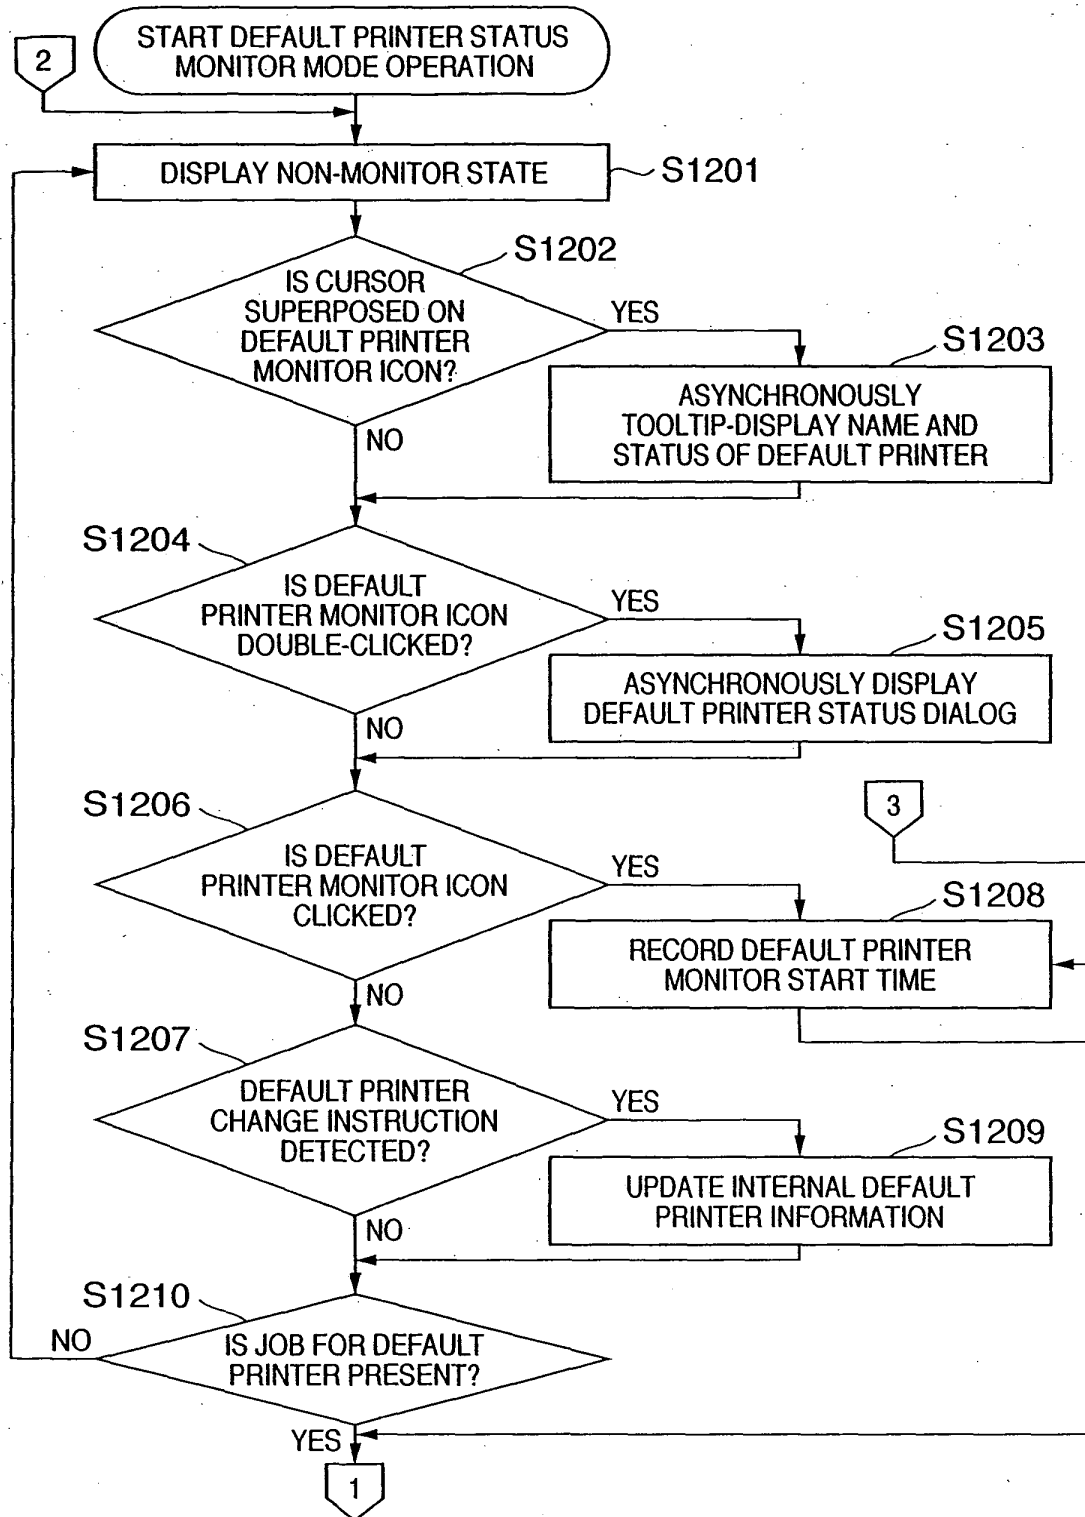 START DEFAULT PRINTER STATUS
MONITOR MODE OPERATION
2
DISPLAY NON-MONITOR STATE
S1201
S1202
IS CURSOR
SUPERPOSED ON
DEFAULT PRINTER
MONITOR ICON?
YES
NO
S1203
ASYNCHRONOUSLY
TOOLTIP-DISPLAY NAME AND
STATUS OF DEFAULT PRINTER
S1204
IS DEFAULT
PRINTER MONITOR ICON
DOUBLE-CLICKED?
YES
NO
S1205
ASYNCHRONOUSLY DISPLAY
DEFAULT PRINTER STATUS DIALOG
3
S1206
IS DEFAULT
PRINTER MONITOR ICON
CLICKED?
YES
NO
S1208
RECORD DEFAULT PRINTER
MONITOR START TIME
S1207
DEFAULT PRINTER
CHANGE INSTRUCTION
DETECTED?
YES
NO
S1209
UPDATE INTERNAL DEFAULT
PRINTER INFORMATION
S1210
IS JOB FOR DEFAULT
PRINTER PRESENT?
NO
YES
1